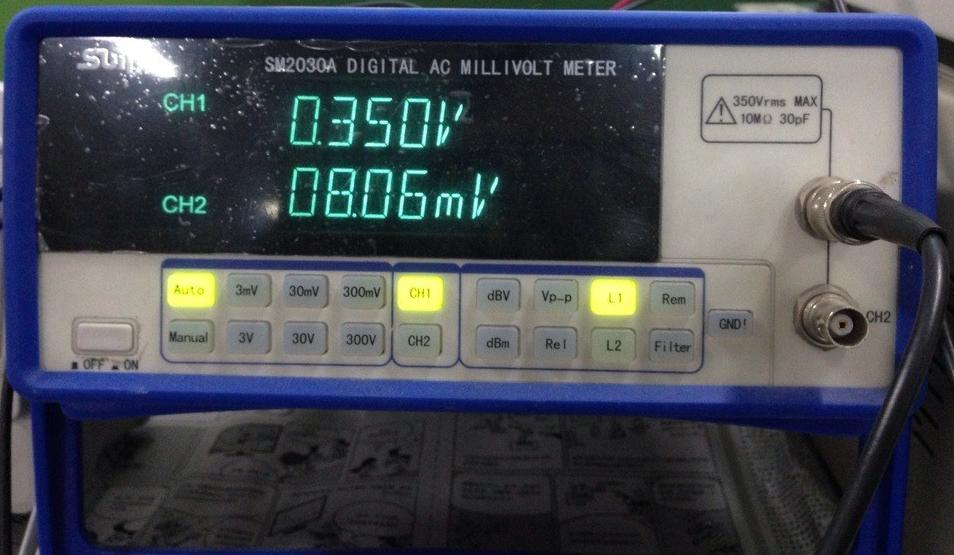 SM2030A DIGITAL AC MILLIVOLT METER
CH1 0.350V
CH2 08.06mV
350Vrms MAX
10MΩ 30pF
Auto 3mV 30mV 300mV CH1 dBV Vp-p L1 Rem
Manual 3V 30V 300V CH2 dBm Rel L2 Filter
GND!
CH2
OFF ON